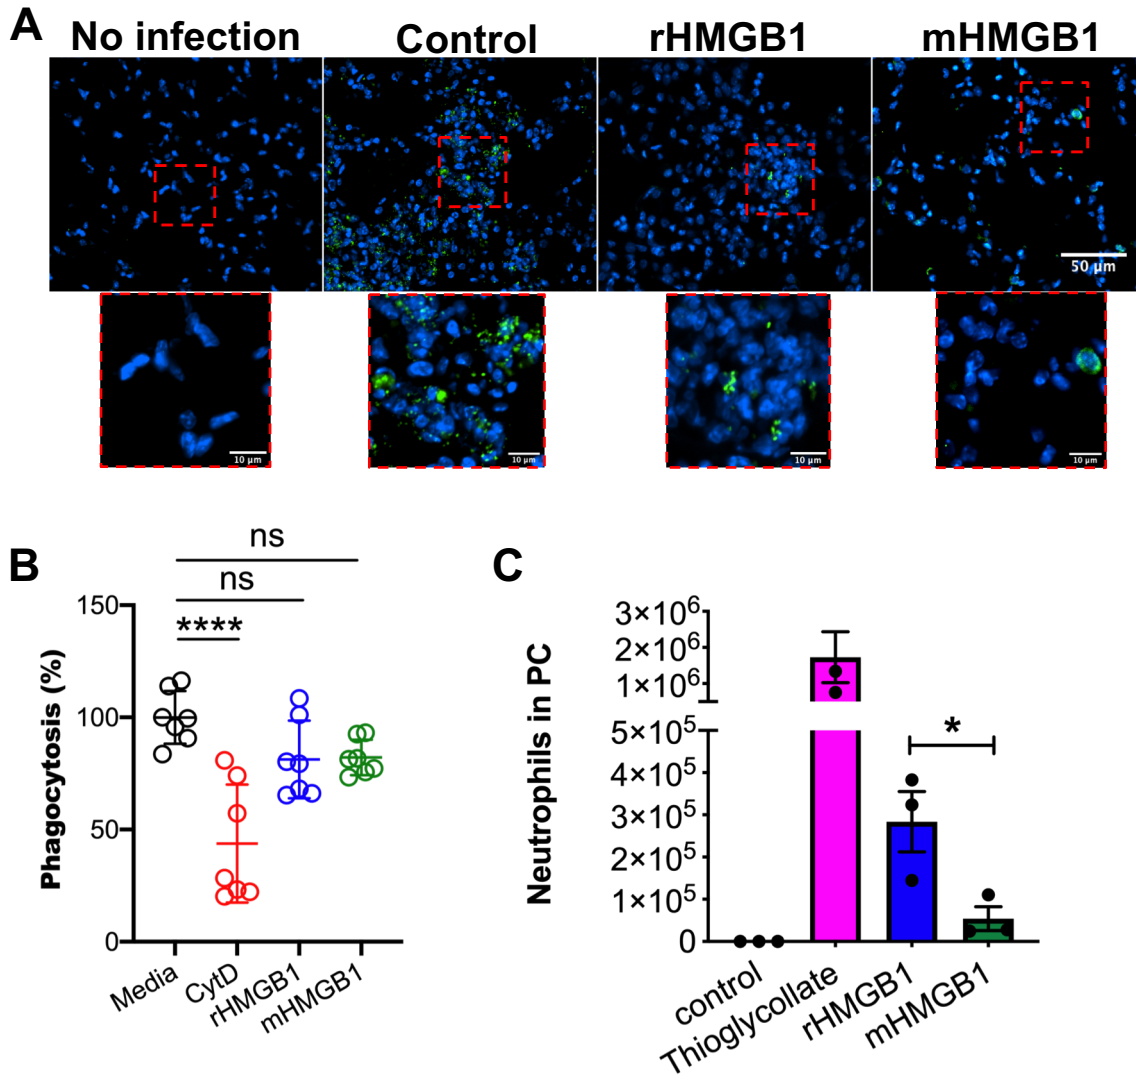 A
No infection
Control
rHMGB1
mHMGB1
50 µm
10 µm
10 µm
10 µm
10 µm
B
ns
ns
****
150
100
50
0
Phagocytosis (%)
Media
CytD
rHMGB1
mHMGB1
C
3×10⁶
2×10⁶
1×10⁶
5×10⁵
4×10⁵
3×10⁵
2×10⁵
1×10⁵
0
*
Neutrophils in PC
control
Thioglycollate
rHMGB1
mHMGB1